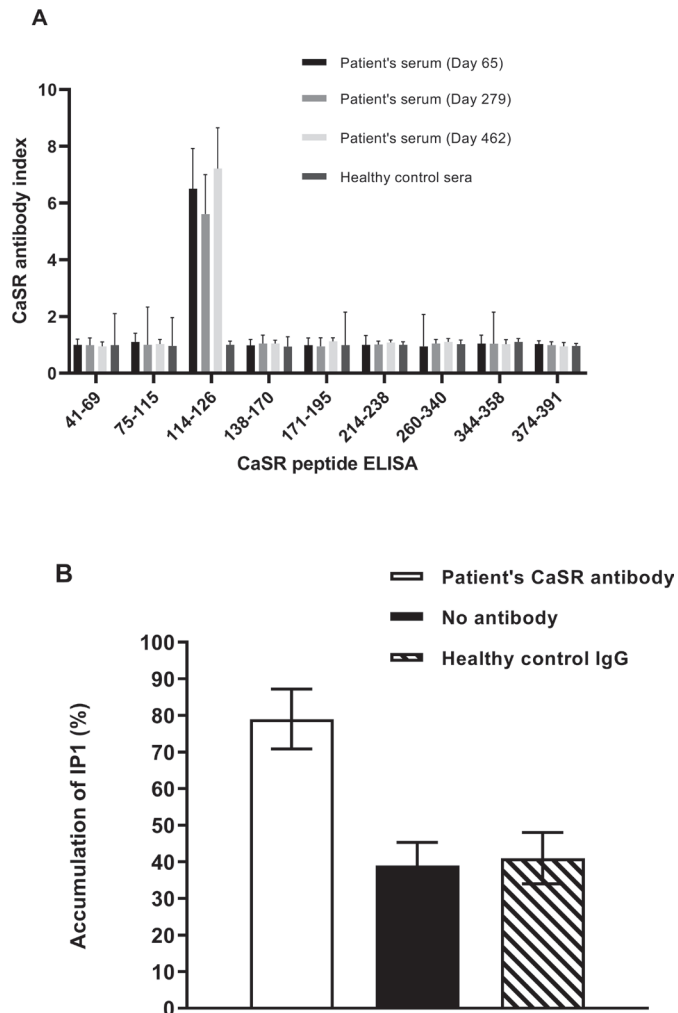 A
Patient's serum (Day 65)
Patient's serum (Day 279)
Patient's serum (Day 462)
Healthy control sera
CaSR antibody index
10
8
6
4
2
0
41-69
75-115
114-126
138-170
171-195
214-238
260-340
344-358
374-391
CaSR peptide ELISA
B
Patient's CaSR antibody
No antibody
Healthy control IgG
Accumulation of IP1 (%)
100
90
80
70
60
50
40
30
20
10
0